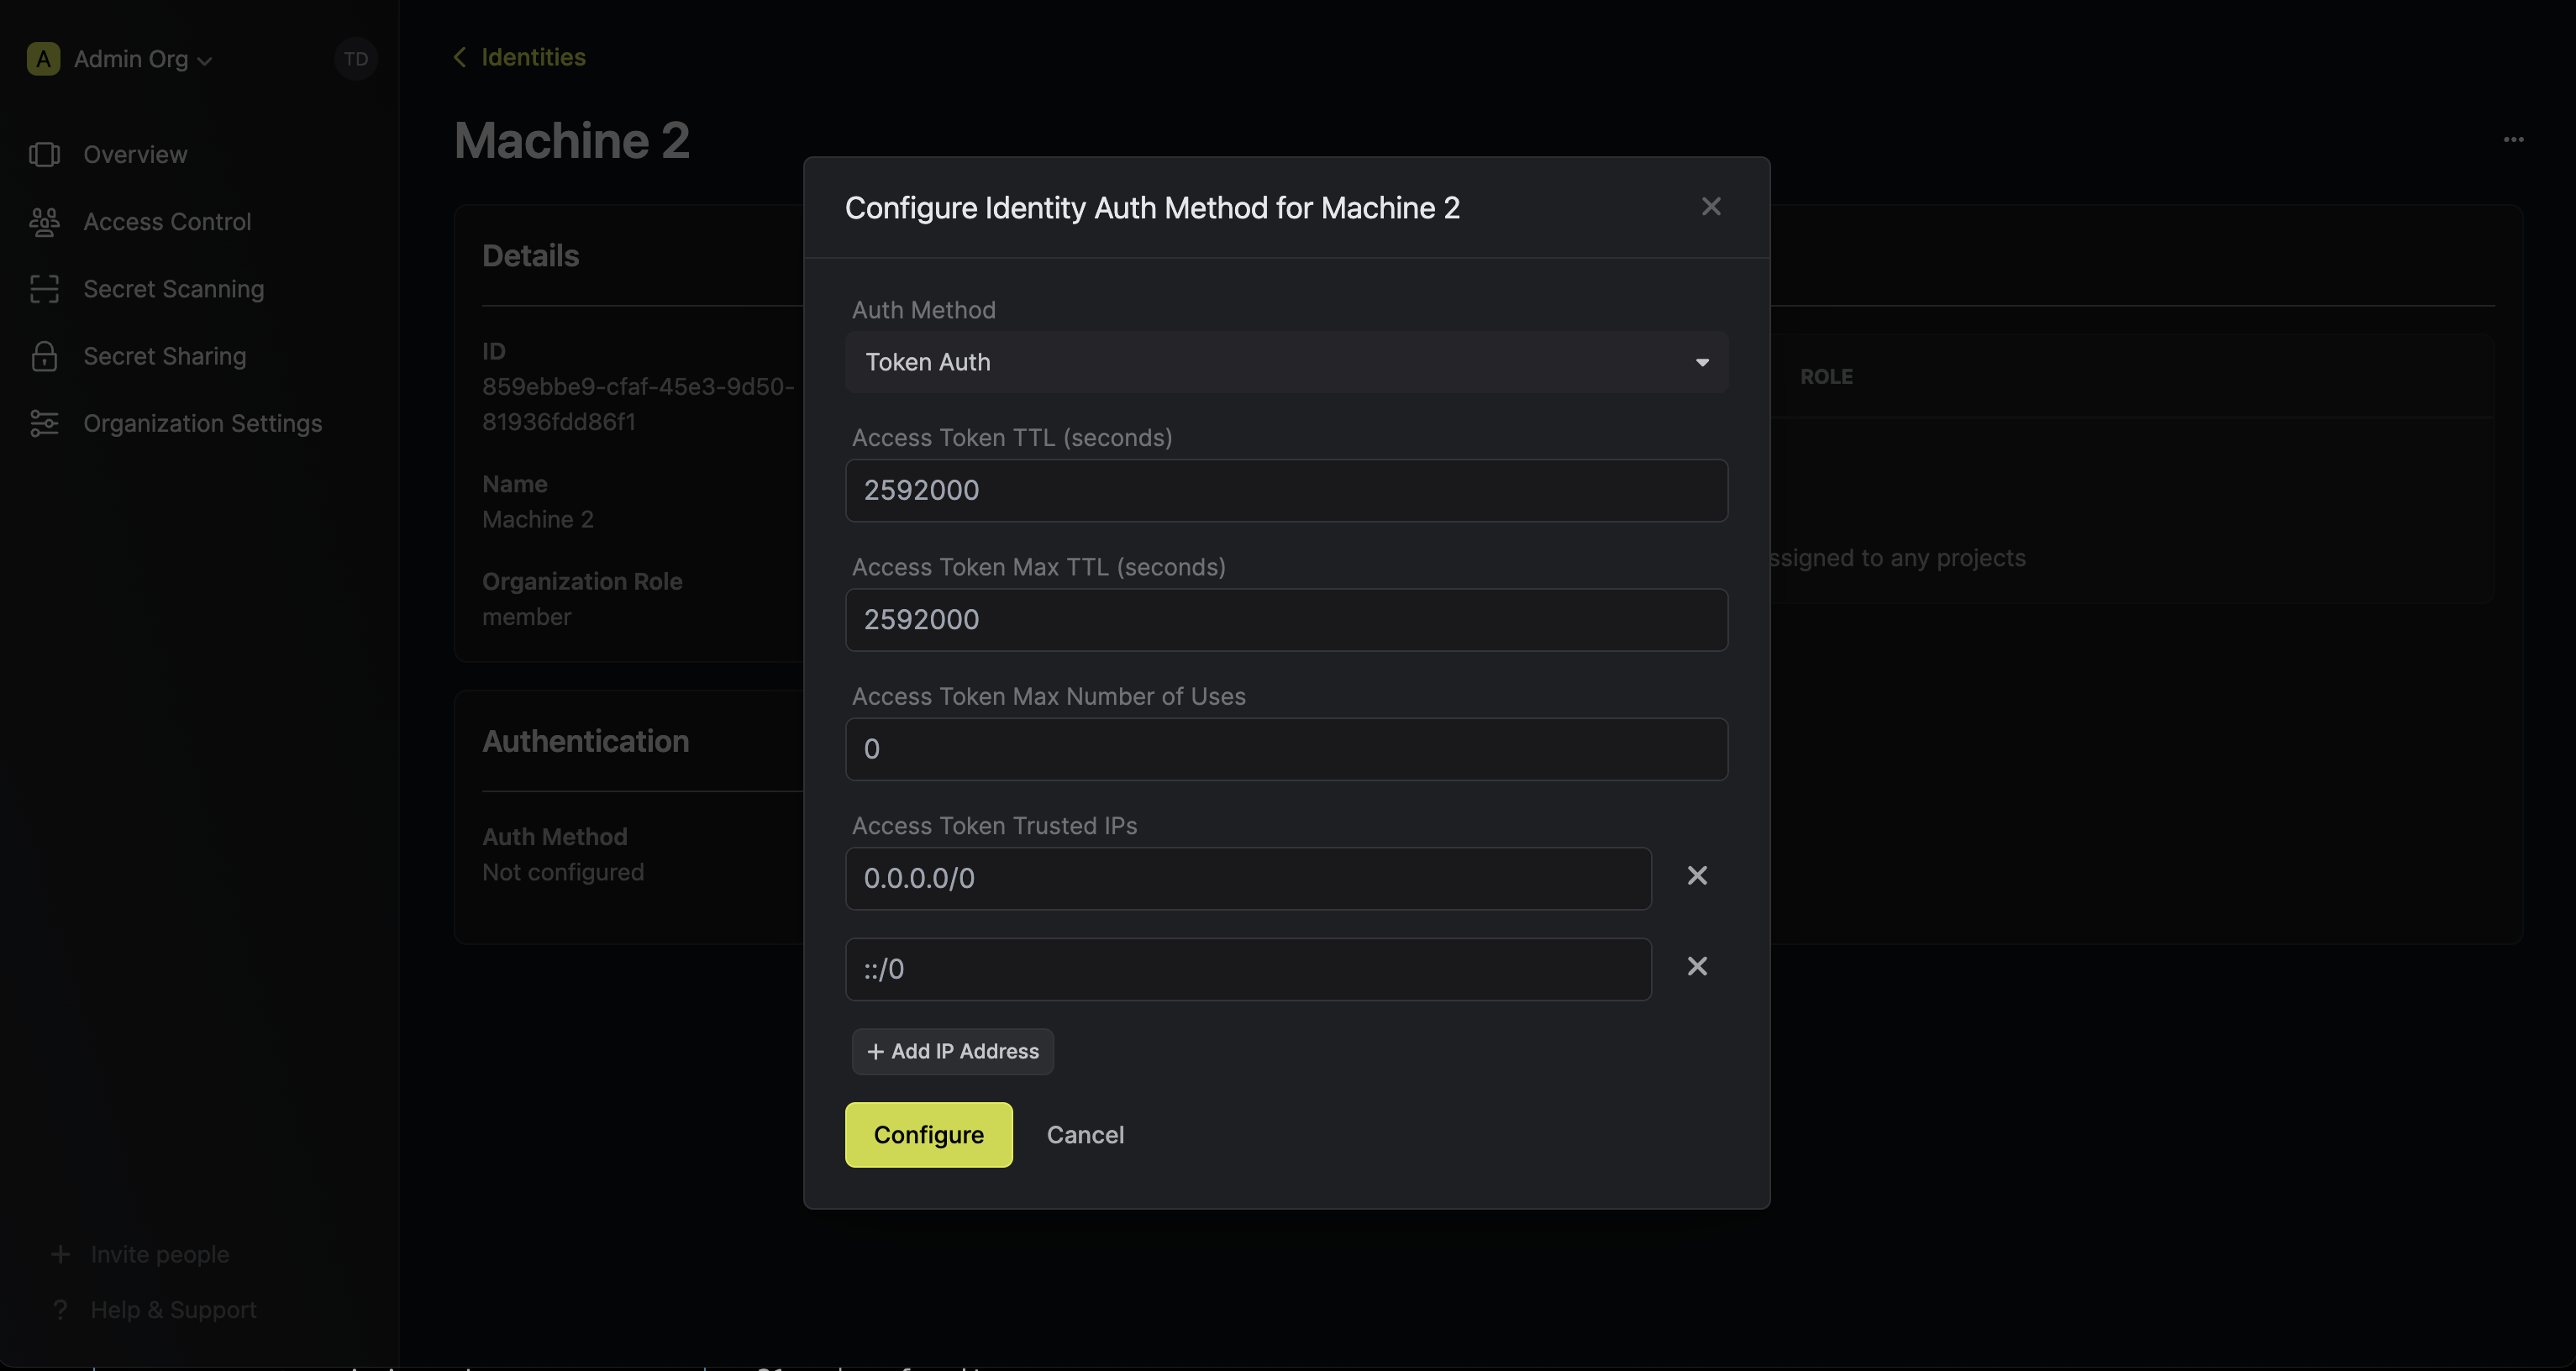 A Admin Org TD
Overview
Access Control
Secret Scanning
Secret Sharing
Organization Settings
Invite people
? Help & Support
Identities
Machine 2
Details
ID
859ebbe9-cfaf-45e3-9d50-
81936fdd86f1
Name
Machine 2
Organization Role
member
Authentication
Auth Method
Not configured
Configure Identity Auth Method for Machine 2
Auth Method
Token Auth
Access Token TTL (seconds)
2592000
Access Token Max TTL (seconds)
2592000
Access Token Max Number of Uses
0
Access Token Trusted IPs
0.0.0.0/0
::/0
+ Add IP Address
Configure Cancel
ROLE
ssigned to any projects